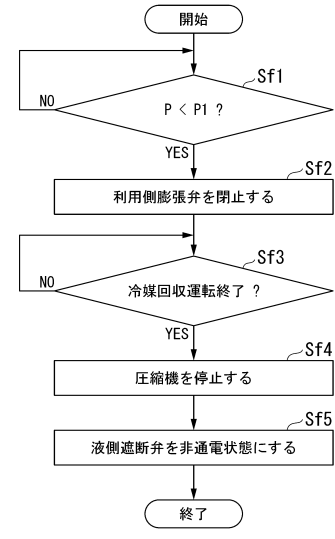 開始
Sf1
P < P1 ?
NO
YES
Sf2
利用側膨張弁を閉止する
Sf3
冷媒回収運転終了 ?
NO
YES
Sf4
圧縮機を停止する
Sf5
液側遮断弁を非通電状態にする
終了